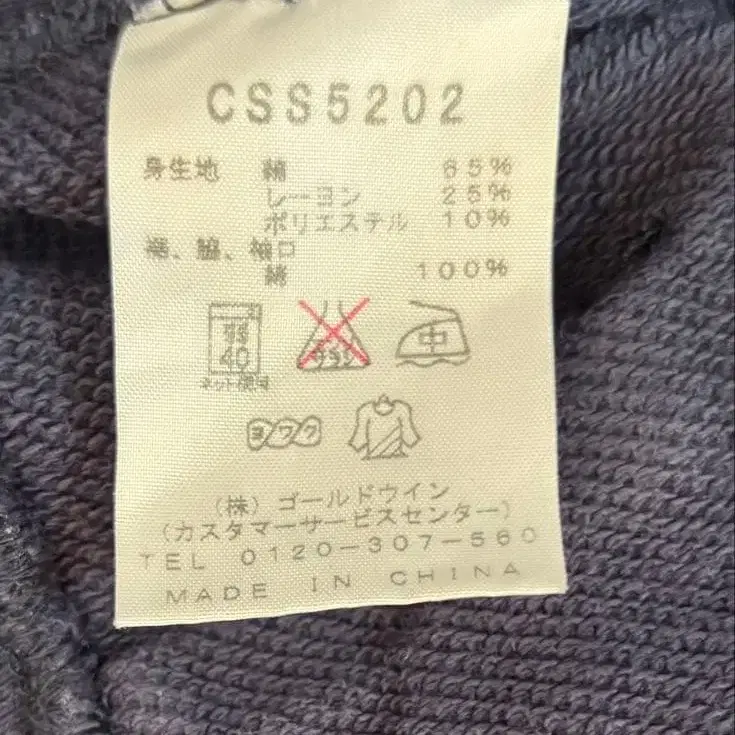 CSS5202
身生地 綿 65%
レーヨン 25%
ポリエステル 10%
裾、脇、袖口
綿 100%
弱
40
ネット使用
サラシ
中
ヨワク
(株) ゴールドウイン
(カスタマーサービスセンター)
TEL 0120-307-560
MADE IN CHINA